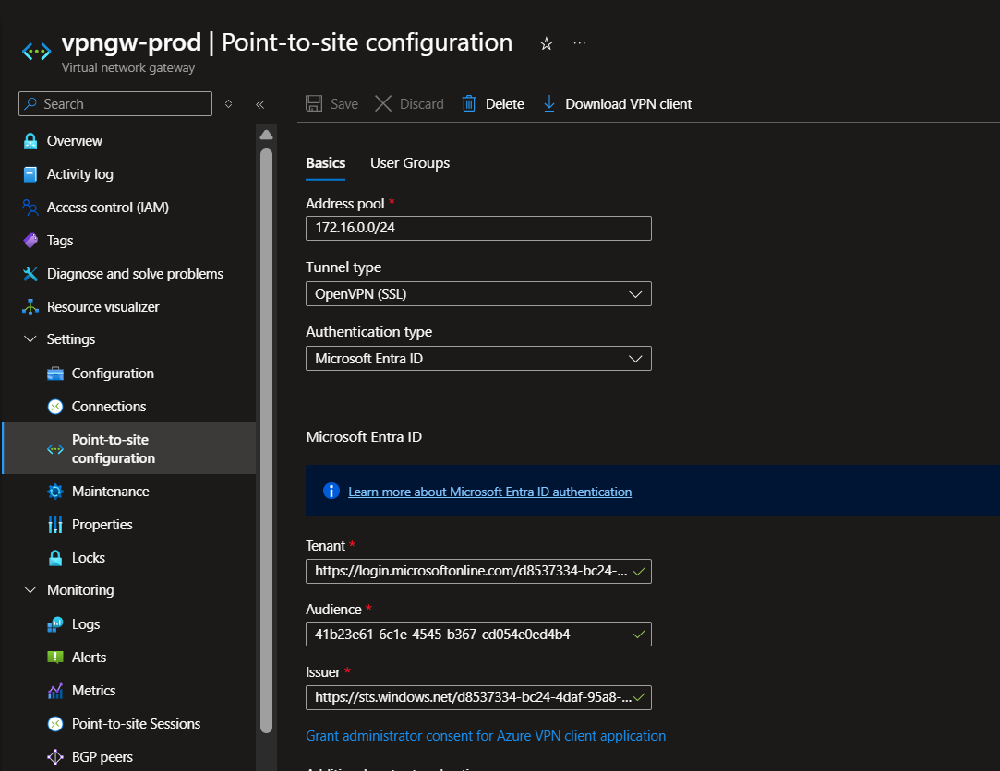 vpngw-prod | Point-to-site configuration
Virtual network gateway
Search
Save
Discard
Delete
Download VPN client
Overview
Activity log
Access control (IAM)
Tags
Diagnose and solve problems
Resource visualizer
Settings
Configuration
Connections
Point-to-site
configuration
Maintenance
Properties
Locks
Monitoring
Logs
Alerts
Metrics
Point-to-site Sessions
BGP peers
Basics
User Groups
Address pool *
172.16.0.0/24
Tunnel type
OpenVPN (SSL)
Authentication type
Microsoft Entra ID
Microsoft Entra ID
Learn more about Microsoft Entra ID authentication
Tenant *
https://login.microsoftonline.com/d8537334-bc24-...
Audience *
41b23e61-6c1e-4545-b367-cd054e0ed4b4
Issuer *
https://sts.windows.net/d8537334-bc24-4daf-95a8-...
Grant administrator consent for Azure VPN client application